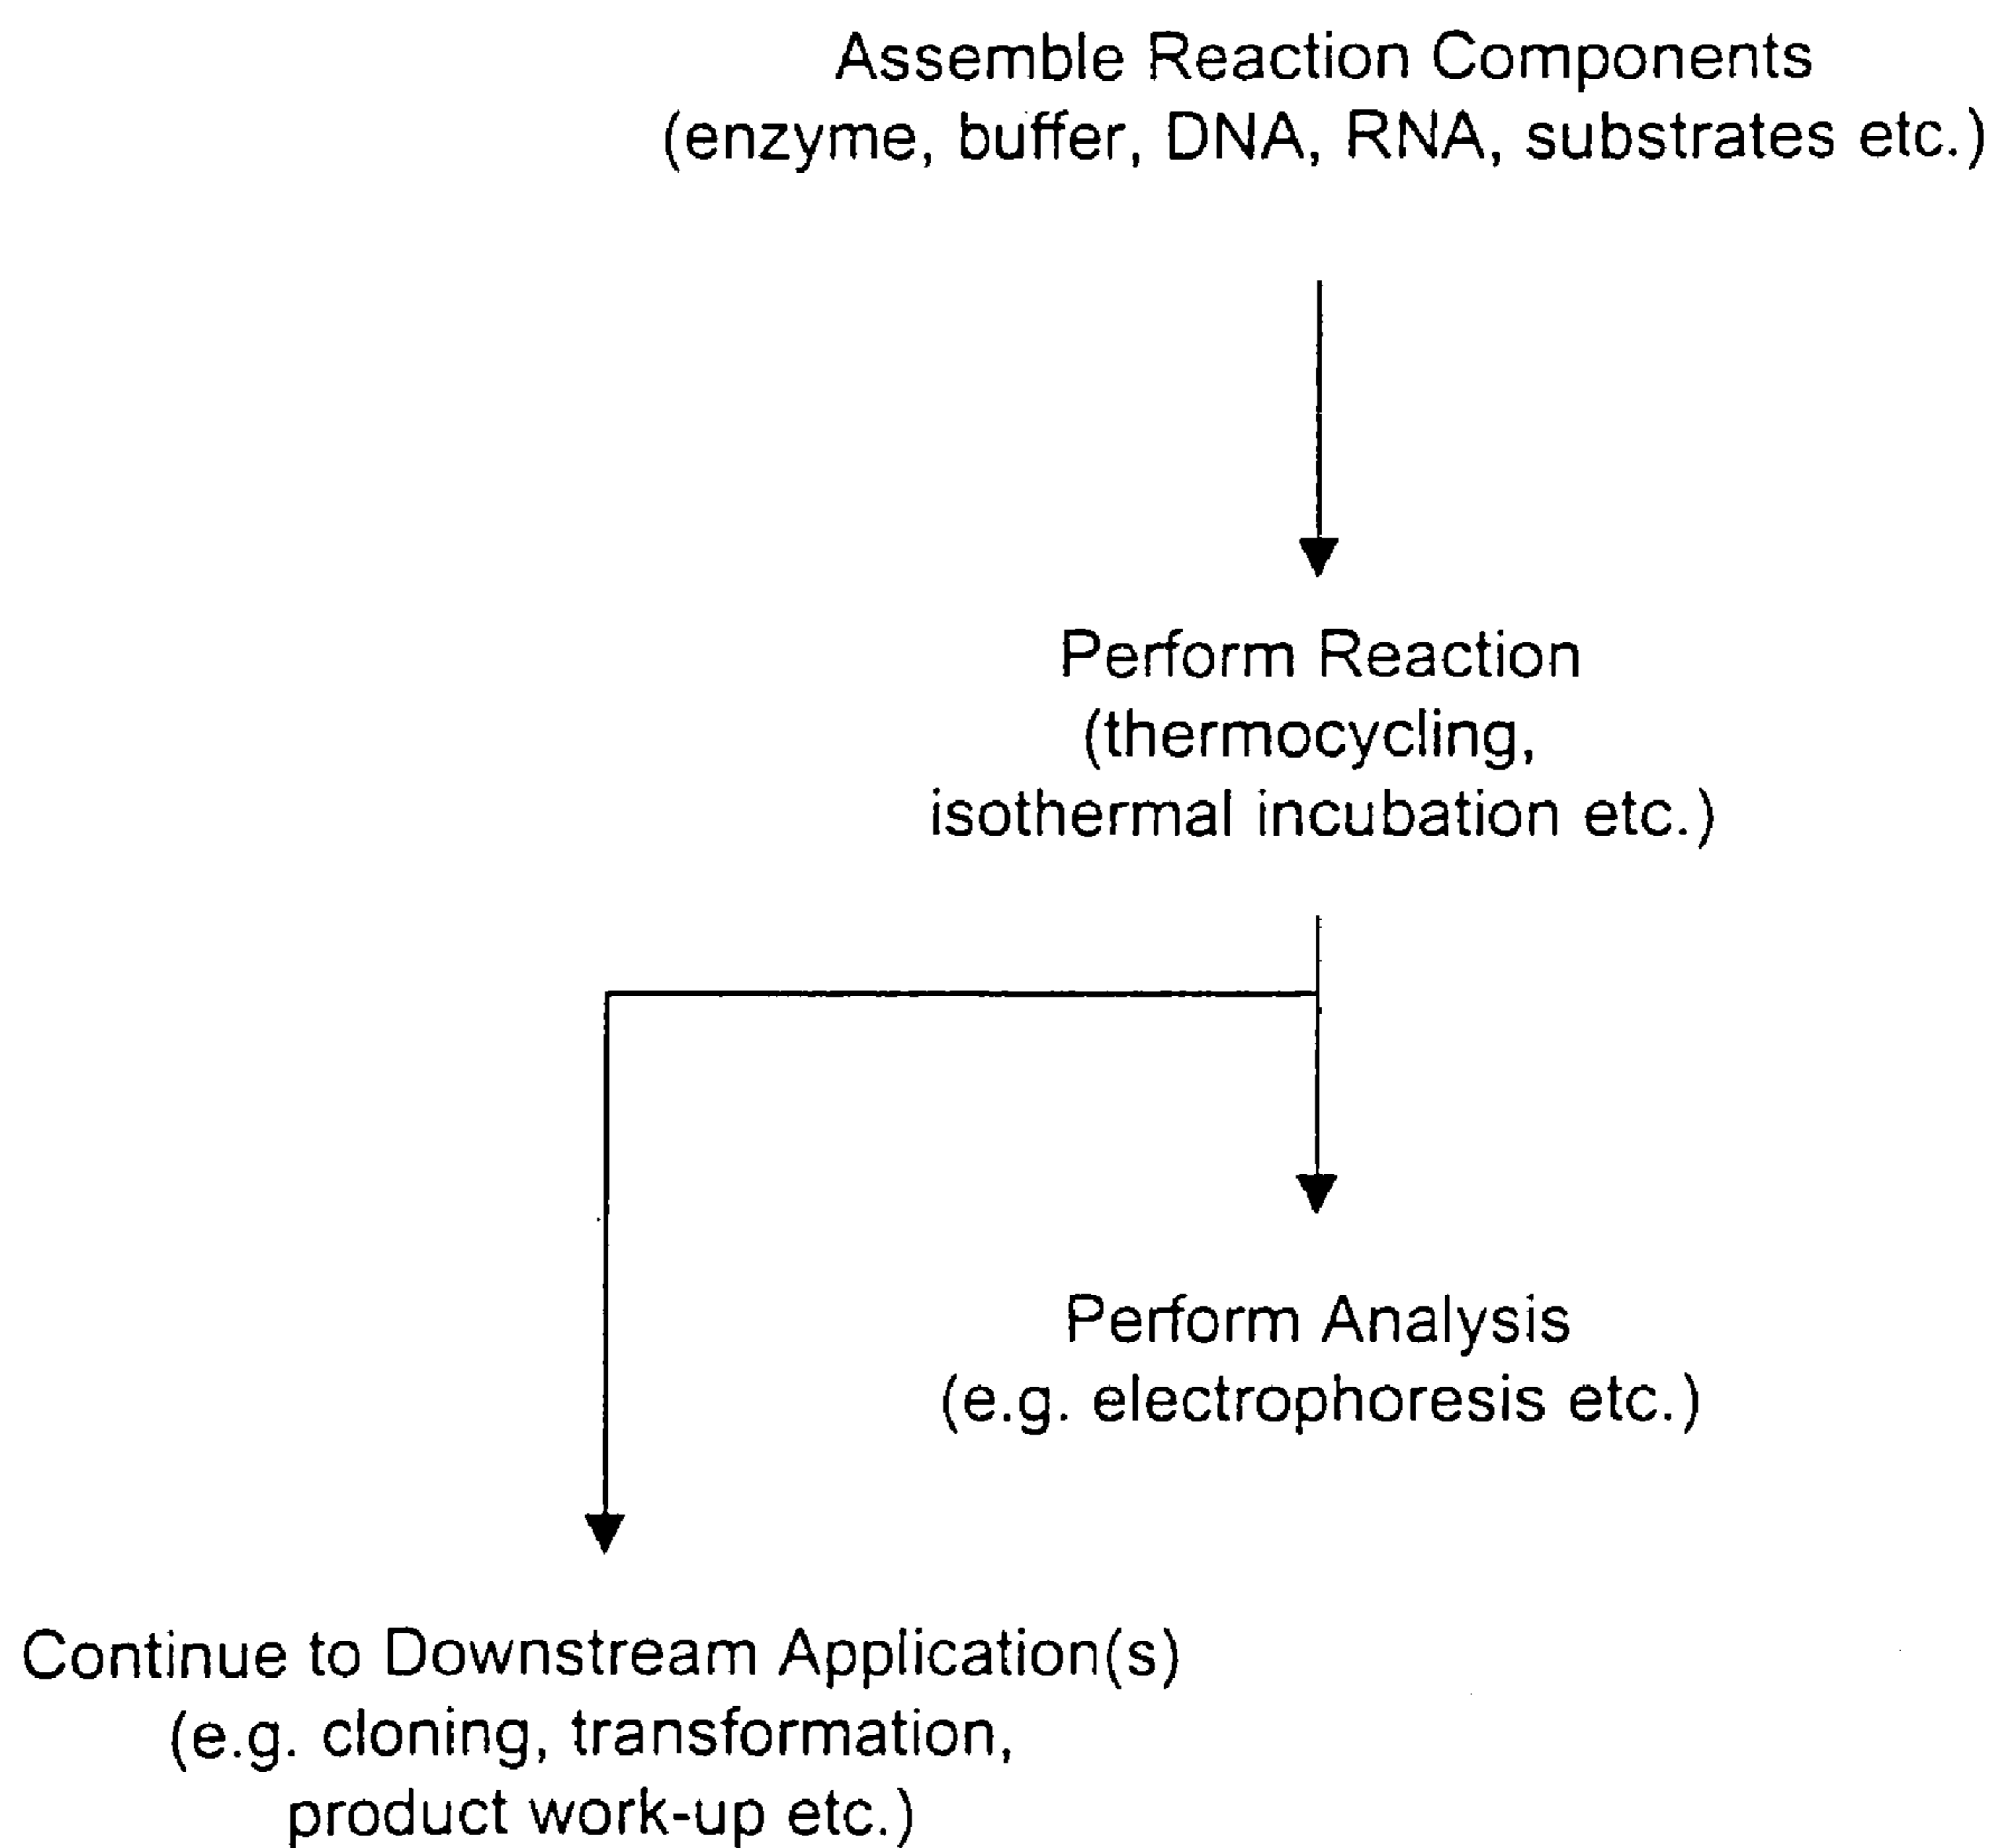 Assemble Reaction Components
(enzyme, buffer, DNA, RNA, substrates etc.)
Perform Reaction
(thermocycling,
isothermal incubation etc.)
Perform Analysis
(e.g. electrophoresis etc.)
Continue to Downstream Application(s)
(e.g. cloning, transformation,
product work-up etc.)